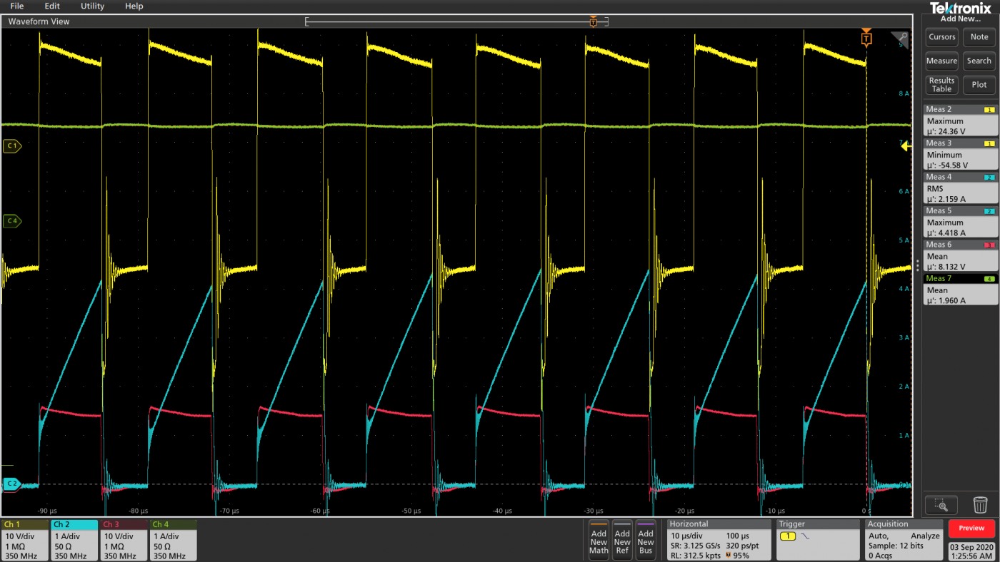 File Edit Utility Help
Tektronix
Waveform View
Add New...
Cursors Note
Measure Search
Results
Table
Plot
T
T
9
8 A
7
6 A
5 A
4 A
3 A
2 A
1 A
C 1
C 4
C 2
Meas 2 1
Maximum
µ': 24.36 V
Meas 3 1
Minimum
µ': -54.58 V
Meas 4 2
RMS
µ': 2.159 A
Meas 5 2
Maximum
µ': 4.418 A
Meas 6 3
Mean
µ': 8.132 V
Meas 7 4
Mean
µ': 1.960 A
-90 µs -80 µs -70 µs -60 µs -50 µs -40 µs -30 µs -20 µs -10 µs 0 s
Ch 1
10 V/div
1 MΩ
350 MHz
Ch 2
1 A/div
50 Ω
350 MHz
Ch 3
10 V/div
1 MΩ
350 MHz
Ch 4
1 A/div
50 Ω
350 MHz
Add
New
Math
Add
New
Ref
Add
New
Bus
Horizontal
10 µs/div 100 µs
SR: 3.125 GS/s 320 ps/pt
RL: 312.5 kpts T 95%
Trigger
1
Acquisition
Auto, Analyze
Sample: 12 bits
0 Acqs
Preview
03 Sep 2020
1:25:56 AM